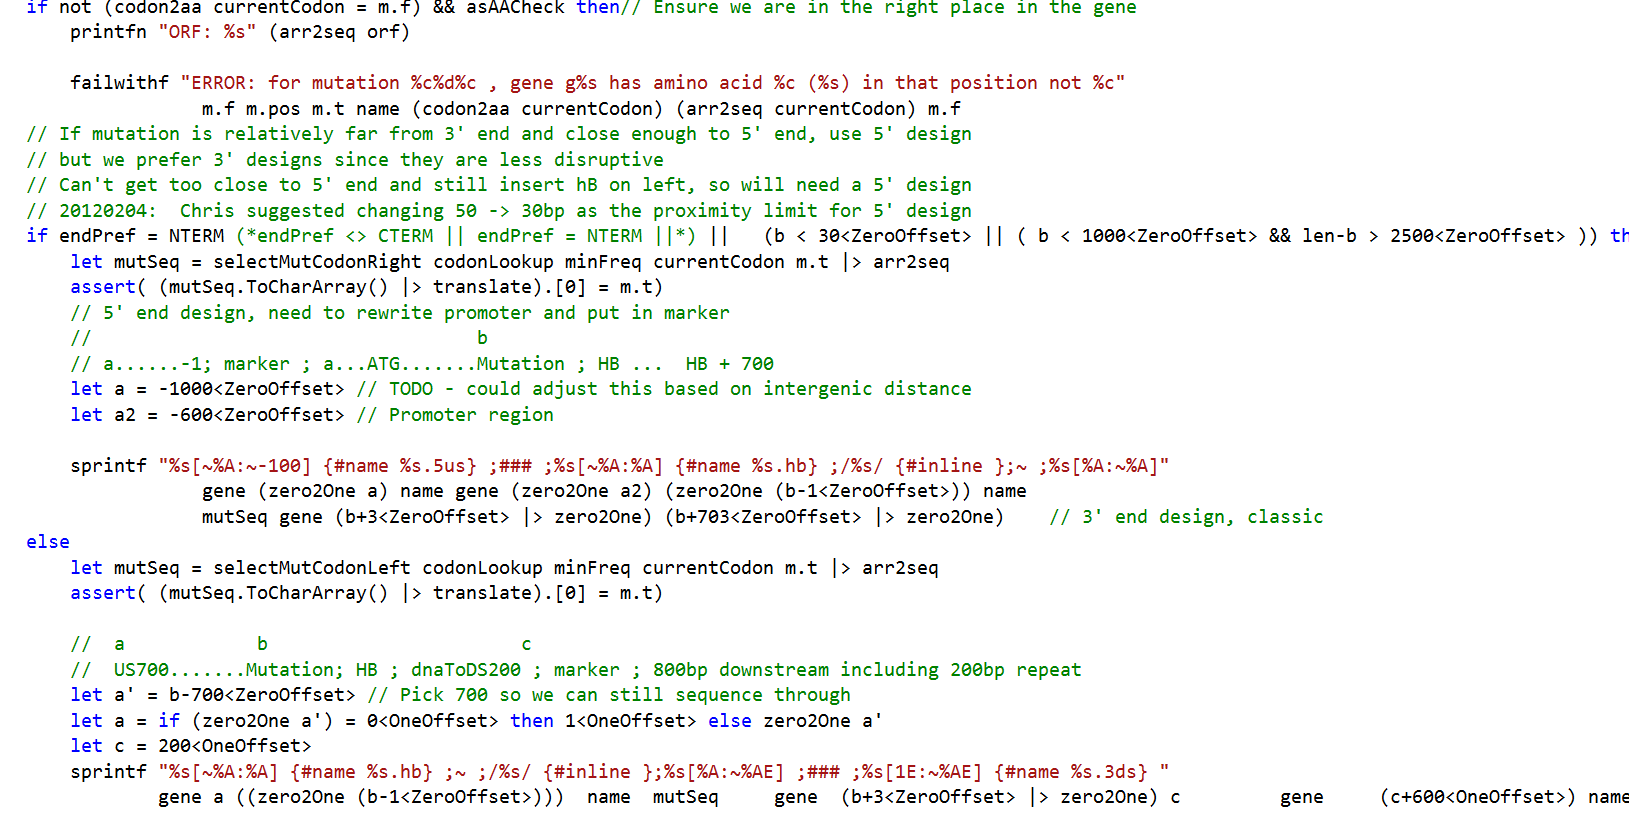 if not (codon2aa currentCodon = m.f) && asAACheck then// Ensure we are in the right place in the gene
printfn "ORF: %s" (arr2seq orf)
failwithf "ERROR: for mutation %c%d%c , gene g%s has amino acid %c (%s) in that position not %c"
m.f m.pos m.t name (codon2aa currentCodon) (arr2seq currentCodon) m.f
// If mutation is relatively far from 3' end and close enough to 5' end, use 5' design
// but we prefer 3' designs since they are less disruptive
// Can't get too close to 5' end and still insert hB on left, so will need a 5' design
// 20120204:  Chris suggested changing 50 -> 30bp as the proximity limit for 5' design
if endPref = NTERM (*endPref <> CTERM || endPref = NTERM ||*) ||   (b < 30<ZeroOffset> || ( b < 1000<ZeroOffset> && len-b > 2500<ZeroOffset> )) th
let mutSeq = selectMutCodonRight codonLookup minFreq currentCodon m.t |> arr2seq
assert( (mutSeq.ToCharArray() |> translate).[0] = m.t)
// 5' end design, need to rewrite promoter and put in marker
//                                   b
// a......-1; marker ; a...ATG.......Mutation ; HB ...  HB + 700
let a = -1000<ZeroOffset> // TODO - could adjust this based on intergenic distance
let a2 = -600<ZeroOffset> // Promoter region
sprintf "%s[~%A:~-100] {#name %s.5us} ;### ;%s[~%A:%A] {#name %s.hb} ;/%s/ {#inline };~ ;%s[%A:~%A]"
gene (zero2One a) name gene (zero2One a2) (zero2One (b-1<ZeroOffset>)) name
mutSeq gene (b+3<ZeroOffset> |> zero2One) (b+703<ZeroOffset> |> zero2One)    // 3' end design, classic
else
let mutSeq = selectMutCodonLeft codonLookup minFreq currentCodon m.t |> arr2seq
assert( (mutSeq.ToCharArray() |> translate).[0] = m.t)
//  a            b                       c
//  US700.......Mutation; HB ; dnaToDS200 ; marker ; 800bp downstream including 200bp repeat
let a' = b-700<ZeroOffset> // Pick 700 so we can still sequence through
let a = if (zero2One a') = 0<OneOffset> then 1<OneOffset> else zero2One a'
let c = 200<OneOffset>
sprintf "%s[~%A:%A] {#name %s.hb} ;~ ;/%s/ {#inline };%s[%A:~%AE] ;### ;%s[1E:~%AE] {#name %s.3ds} "
gene a ((zero2One (b-1<ZeroOffset>)))  name  mutSeq     gene  (b+3<ZeroOffset> |> zero2One) c         gene     (c+600<OneOffset>) name